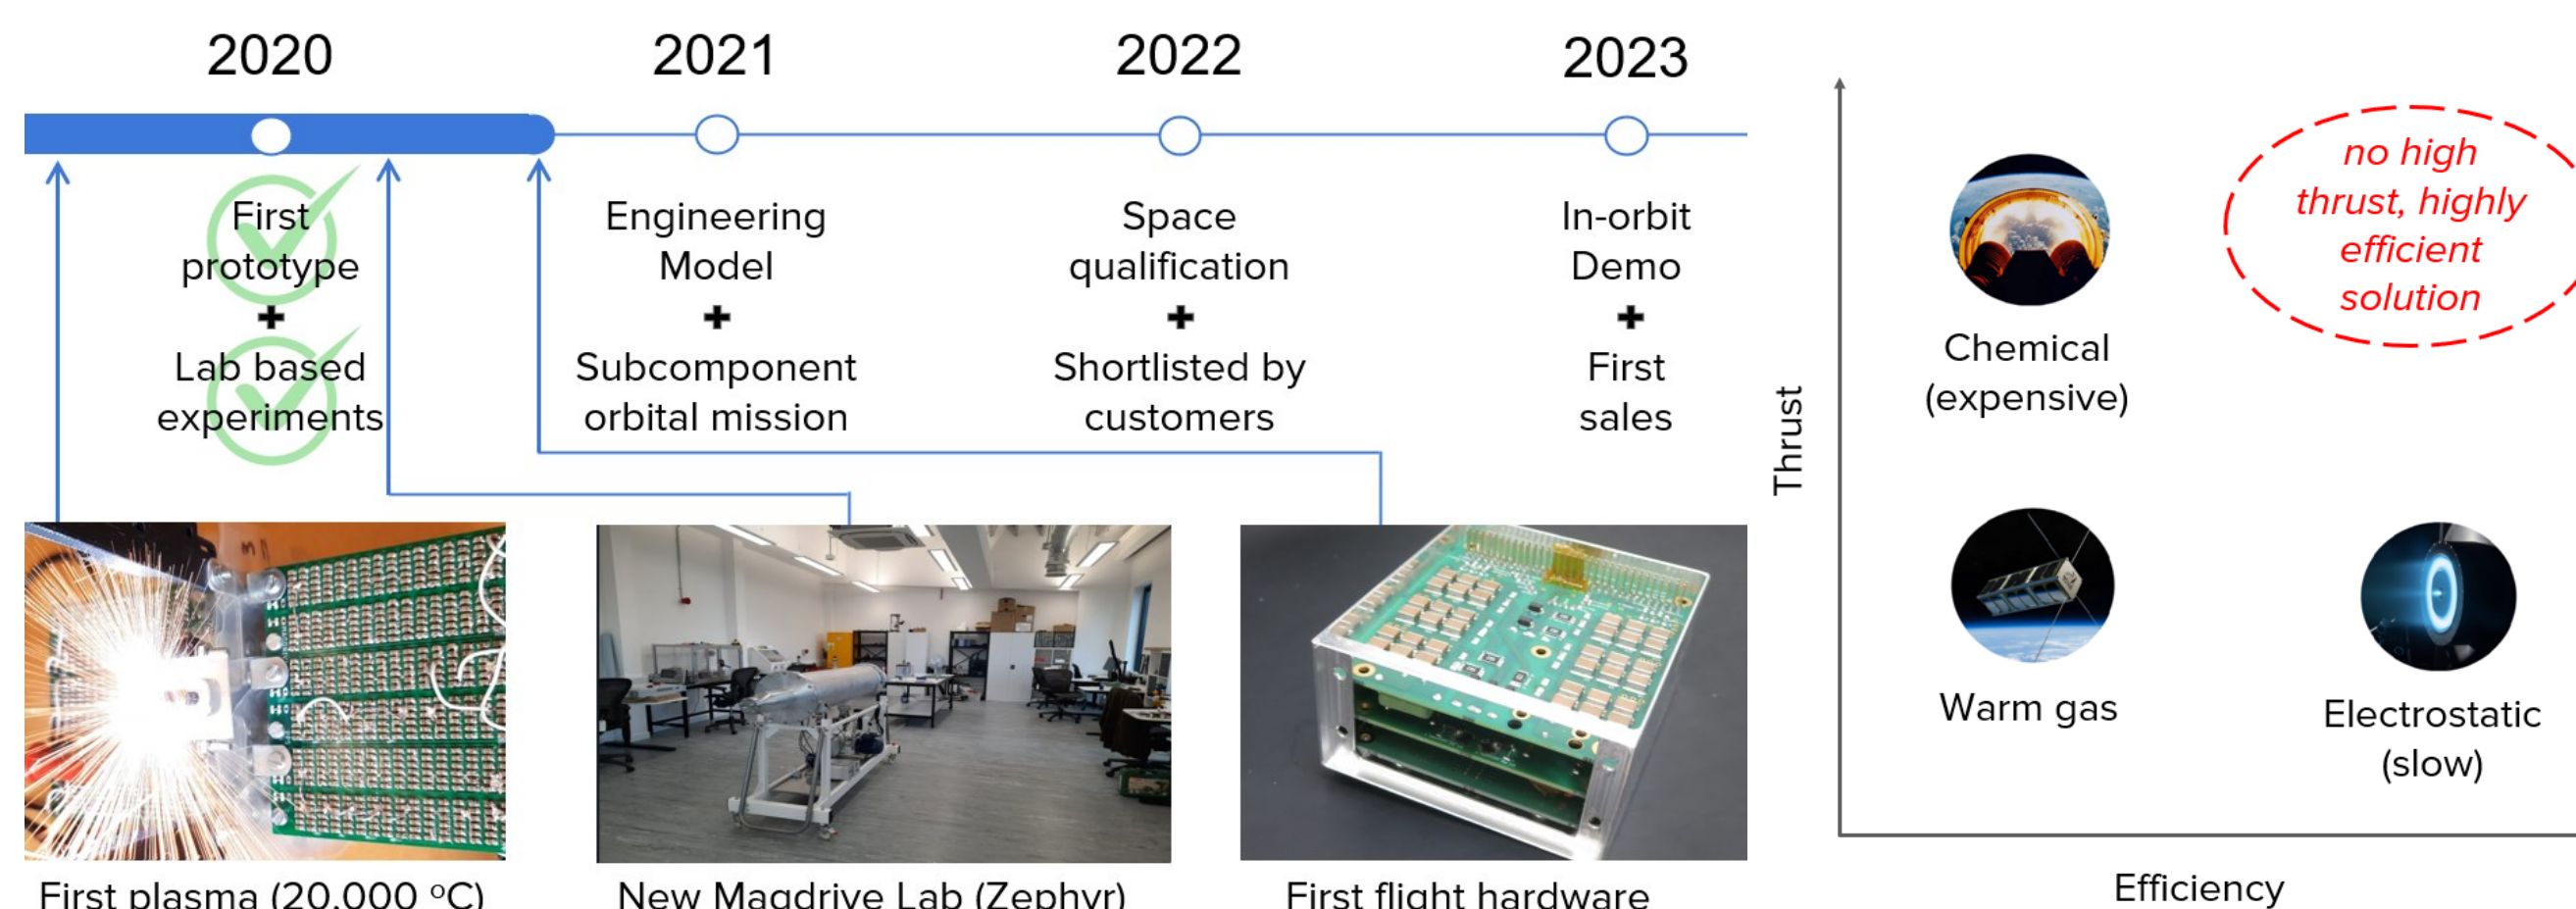 2020
2021
2022
2023
First
prototype
+
Lab based
experiments
Engineering
Model
+
Subcomponent
orbital mission
Space
qualification
+
Shortlisted by
customers
In-orbit
Demo
+
First
sales
First plasma (20,000 ºC)
New Magdrive Lab (Zephyr)
First flight hardware
Thrust
Chemical
(expensive)
no high
thrust, highly
efficient
solution
Warm gas
Electrostatic
(slow)
Efficiency